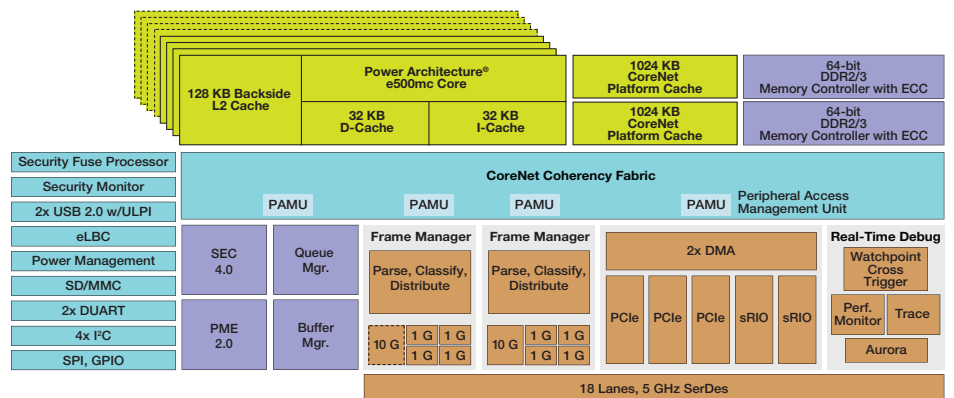 128 KB Backside
L2 Cache
Power Architecture®
e500mc Core
32 KB
D-Cache
32 KB
I-Cache
1024 KB
CoreNet
Platform Cache
1024 KB
CoreNet
Platform Cache
64-bit
DDR2/3
Memory Controller with ECC
64-bit
DDR2/3
Memory Controller with ECC
Security Fuse Processor
Security Monitor
2x USB 2.0 w/ULPI
eLBC
Power Management
SD/MMC
2x DUART
4x I²C
SPI, GPIO
CoreNet Coherency Fabric
PAMU
PAMU
PAMU
PAMU
Peripheral Access
Management Unit
SEC
4.0
Queue
Mgr.
PME
2.0
Buffer
Mgr.
Frame Manager
Parse, Classify,
Distribute
10 G
1 G
1 G
1 G
1 G
Frame Manager
Parse, Classify,
Distribute
10 G
1 G
1 G
1 G
1 G
2x DMA
PCIe
PCIe
PCIe
sRIO
sRIO
Real-Time Debug
Watchpoint
Cross
Trigger
Perf.
Monitor
Trace
Aurora
18 Lanes, 5 GHz SerDes